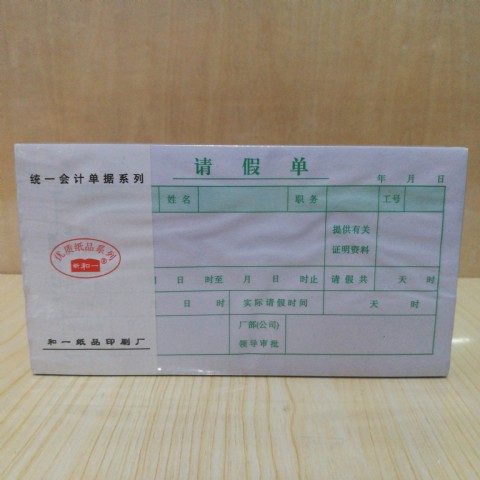 请假单
统一会计单据系列
年 月 日
姓名 职务 工号
提供有关
证明资料
优质纸品系列
和一
日 时至 月 日 时止 请假共 天 时
日 时 实际请假时间 天 时
厂部(公司)
领导审批
和一纸品印刷厂